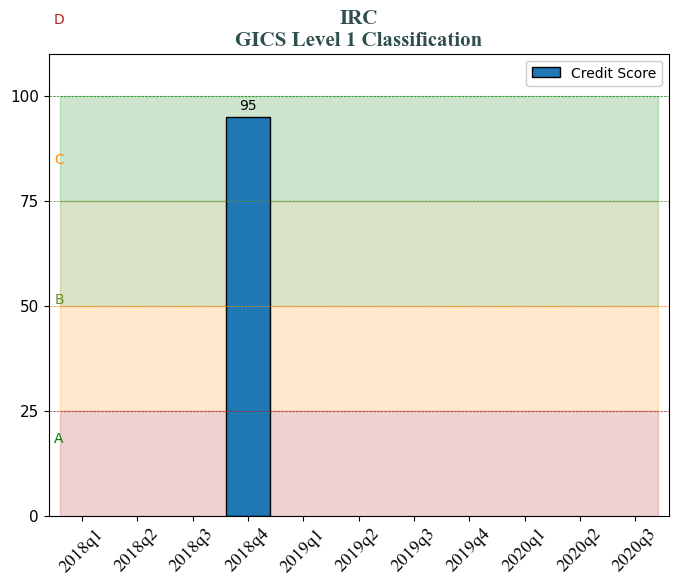 D
IRC
GICS Level 1 Classification
Credit Score
100
95
C
75
B
50
25
A
0
2018q1
2018q2
2018q3
2018q4
2019q1
2019q2
2019q3
2019q4
2020q1
2020q2
2020q3